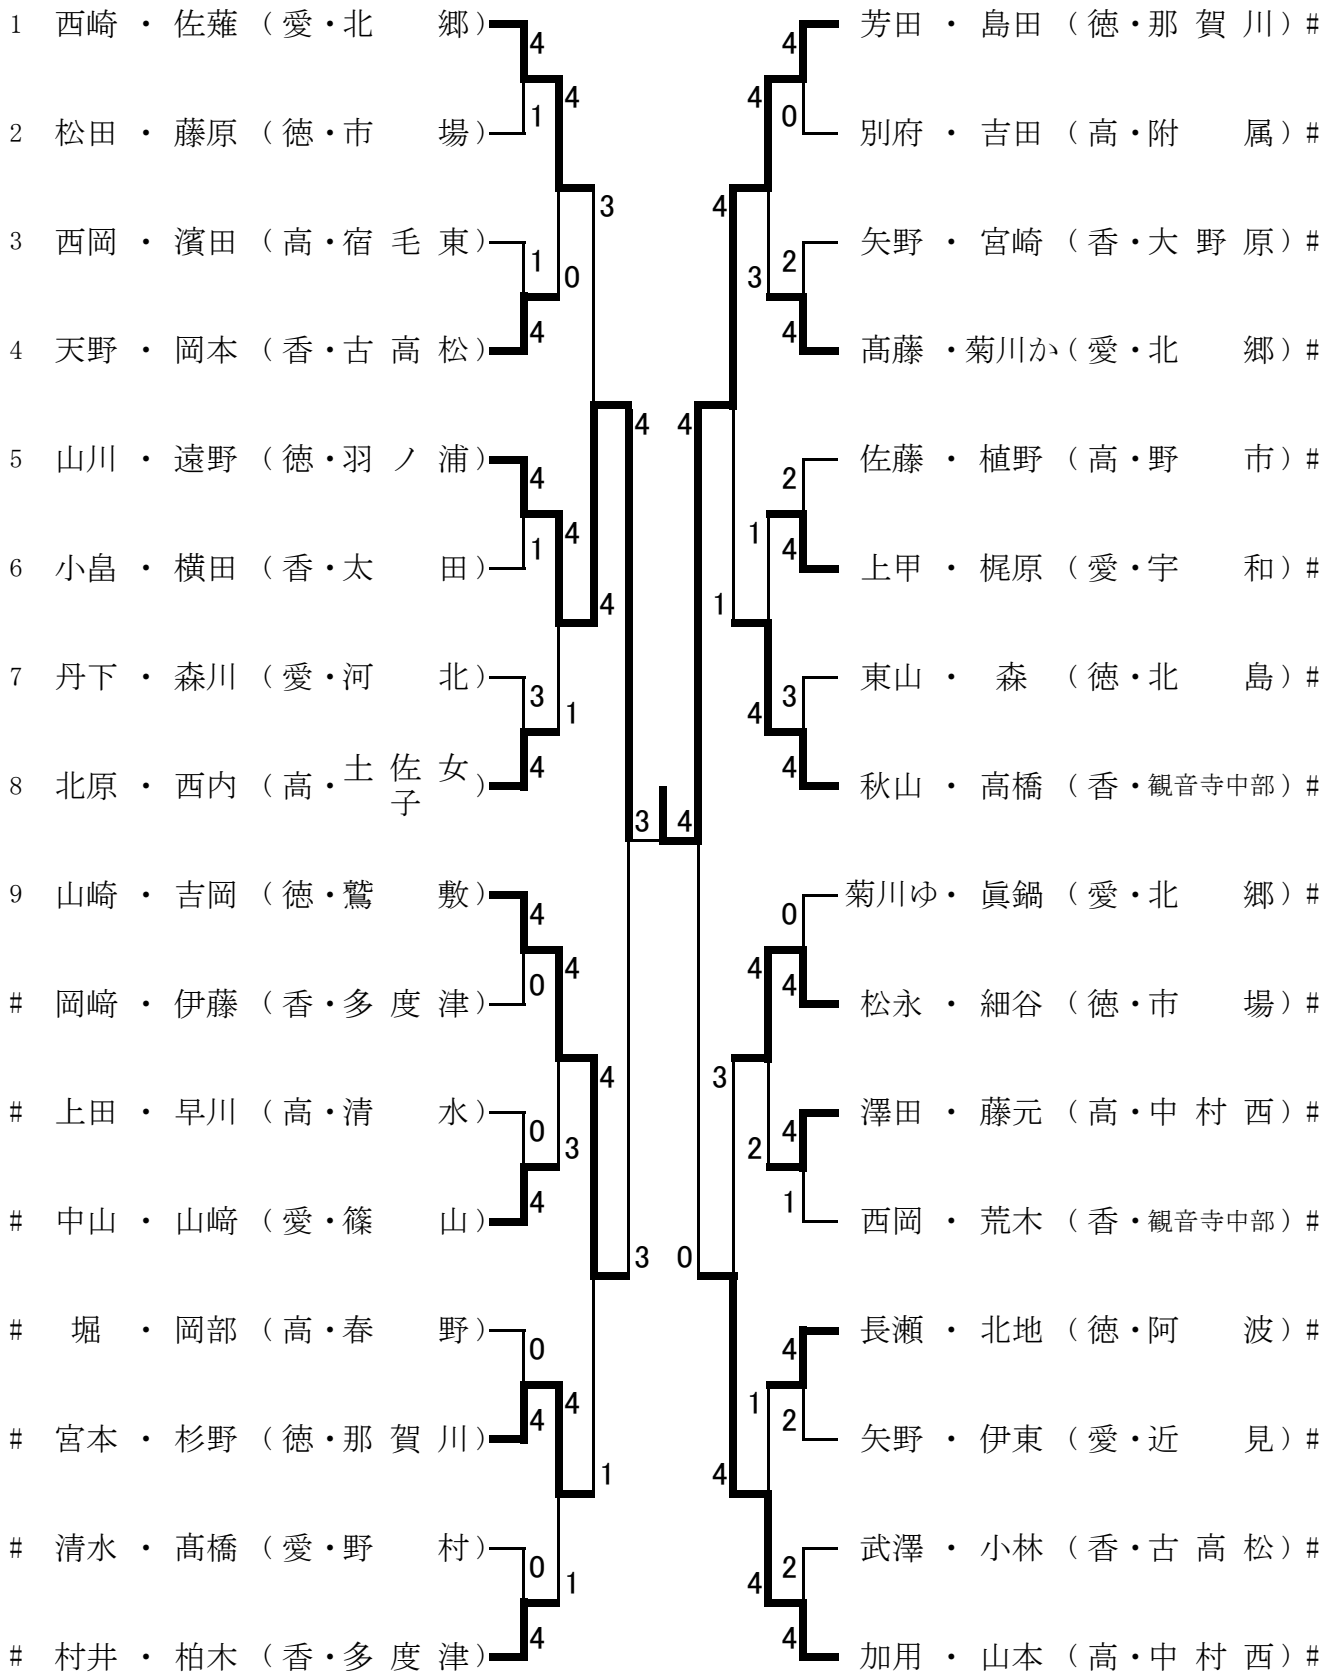 1 西崎 ・ 佐薙 (愛・北 郷) 4 4 芳田 ・ 島田 (徳・那 賀 川) #
4 4
2 松田 ・ 藤原 (徳・市 場) 1 0 別府 ・ 吉田 (高・附 属) #
3 4
3 西岡 ・ 濱田 (高・宿 毛 東) 1 2 矢野 ・ 宮崎 (香・大 野 原) #
0 3
4 天野 ・ 岡本 (香・古 高 松) 4 4 髙藤 ・菊川か (愛・北 郷) #
4 4
5 山川 ・ 遠野 (徳・羽 ノ 浦) 4 2 佐藤 ・ 植野 (高・野 市) #
4 1
6 小畠 ・ 横田 (香・太 田) 1 4 上甲 ・ 梶原 (愛・宇 和) #
4 1
7 丹下 ・ 森川 (愛・河 北) 3 3 東山 ・ 森 (徳・北 島) #
1 4
8 北原 ・ 西内 (高・土 佐 女 子) 4 4 秋山 ・ 高橋 (香・観音寺中部) #
3 4
9 山崎 ・ 吉岡 (徳・鷲 敷) 4 0 菊川ゆ・ 眞鍋 (愛・北 郷) #
4 4
# 岡﨑 ・ 伊藤 (香・多 度 津) 0 4 松永 ・ 細谷 (徳・市 場) #
4 3
# 上田 ・ 早川 (高・清 水) 0 4 澤田 ・ 藤元 (高・中 村 西) #
3 2
# 中山 ・ 山﨑 (愛・篠 山) 4 1 西岡 ・ 荒木 (香・観音寺中部) #
3 0
# 堀 ・ 岡部 (高・春 野) 0 4 長瀬 ・ 北地 (徳・阿 波) #
4 1
# 宮本 ・ 杉野 (徳・那 賀 川) 4 2 矢野 ・ 伊東 (愛・近 見) #
1 4
# 清水 ・ 髙橋 (愛・野 村) 0 2 武澤 ・ 小林 (香・古 高 松) #
1 4
# 村井 ・ 柏木 (香・多 度 津) 4 4 加用 ・ 山本 (高・中 村 西) #